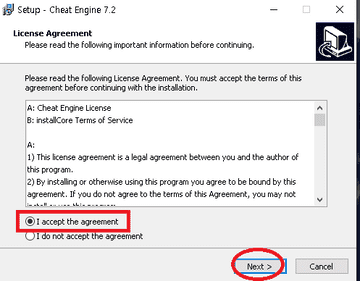 Setup - Cheat Engine 7.2
License Agreement
Please read the following important information before continuing.
Please read the following License Agreement. You must accept the terms of this
agreement before continuing with the installation.
A: Cheat Engine License
B: installCore Terms of Service
A:
1) This license agreement is a legal agreement between you and the author of
this program.
2) By installing or otherwise using this program you agree to be bound by this
agreement. If you do not agree to the terms of this Agreement, you may not
install or use this program
I accept the agreement
I do not accept the agreement
Next >
Cancel